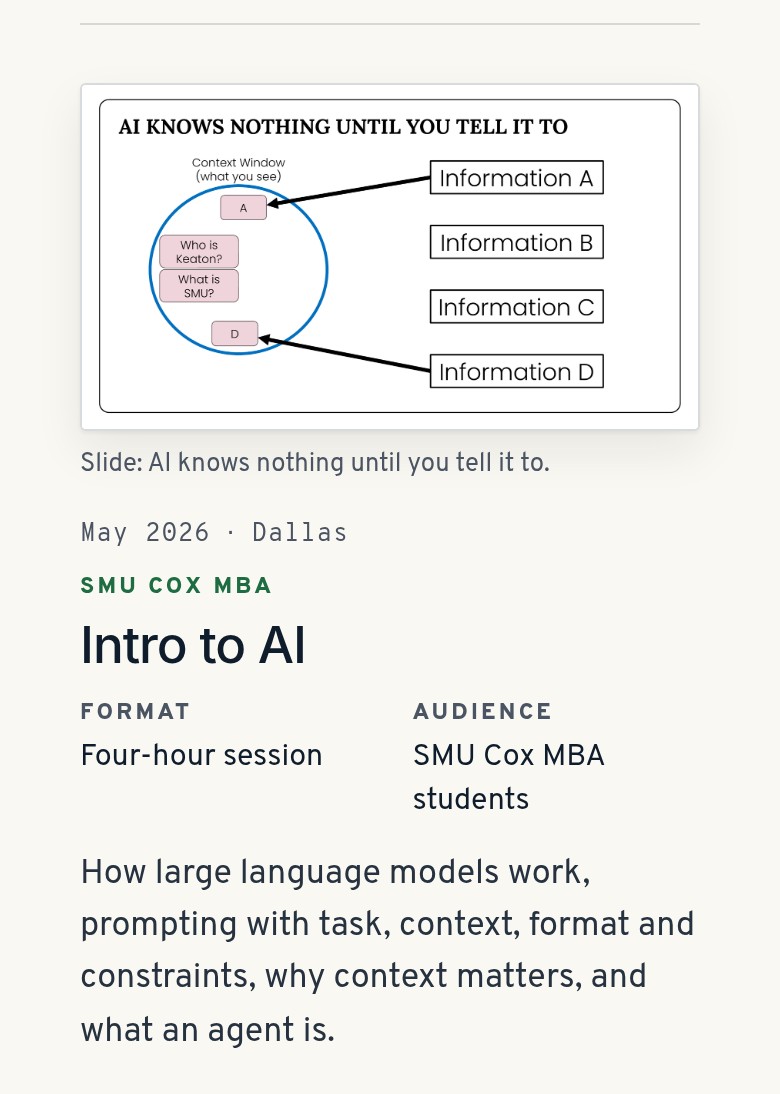 AI KNOWS NOTHING UNTIL YOU TELL IT TO
Context Window
(what you see)
A
Who is
Keaton?
What is
SMU?
D
Information A
Information B
Information C
Information D
Slide: AI knows nothing until you tell it to.
May 2026 · Dallas
SMU COX MBA
Intro to AI
FORMAT
Four-hour session
AUDIENCE
SMU Cox MBA
students
How large language models work,
prompting with task, context, format and
constraints, why context matters, and
what an agent is.